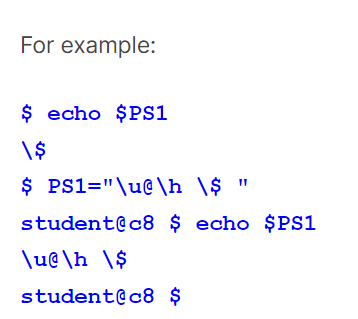 For example:
$ echo $PS1
\$
$ PS1="\u@\h \$ "
student@c8 $ echo $PS1
\u@\h \$
student@c8 $